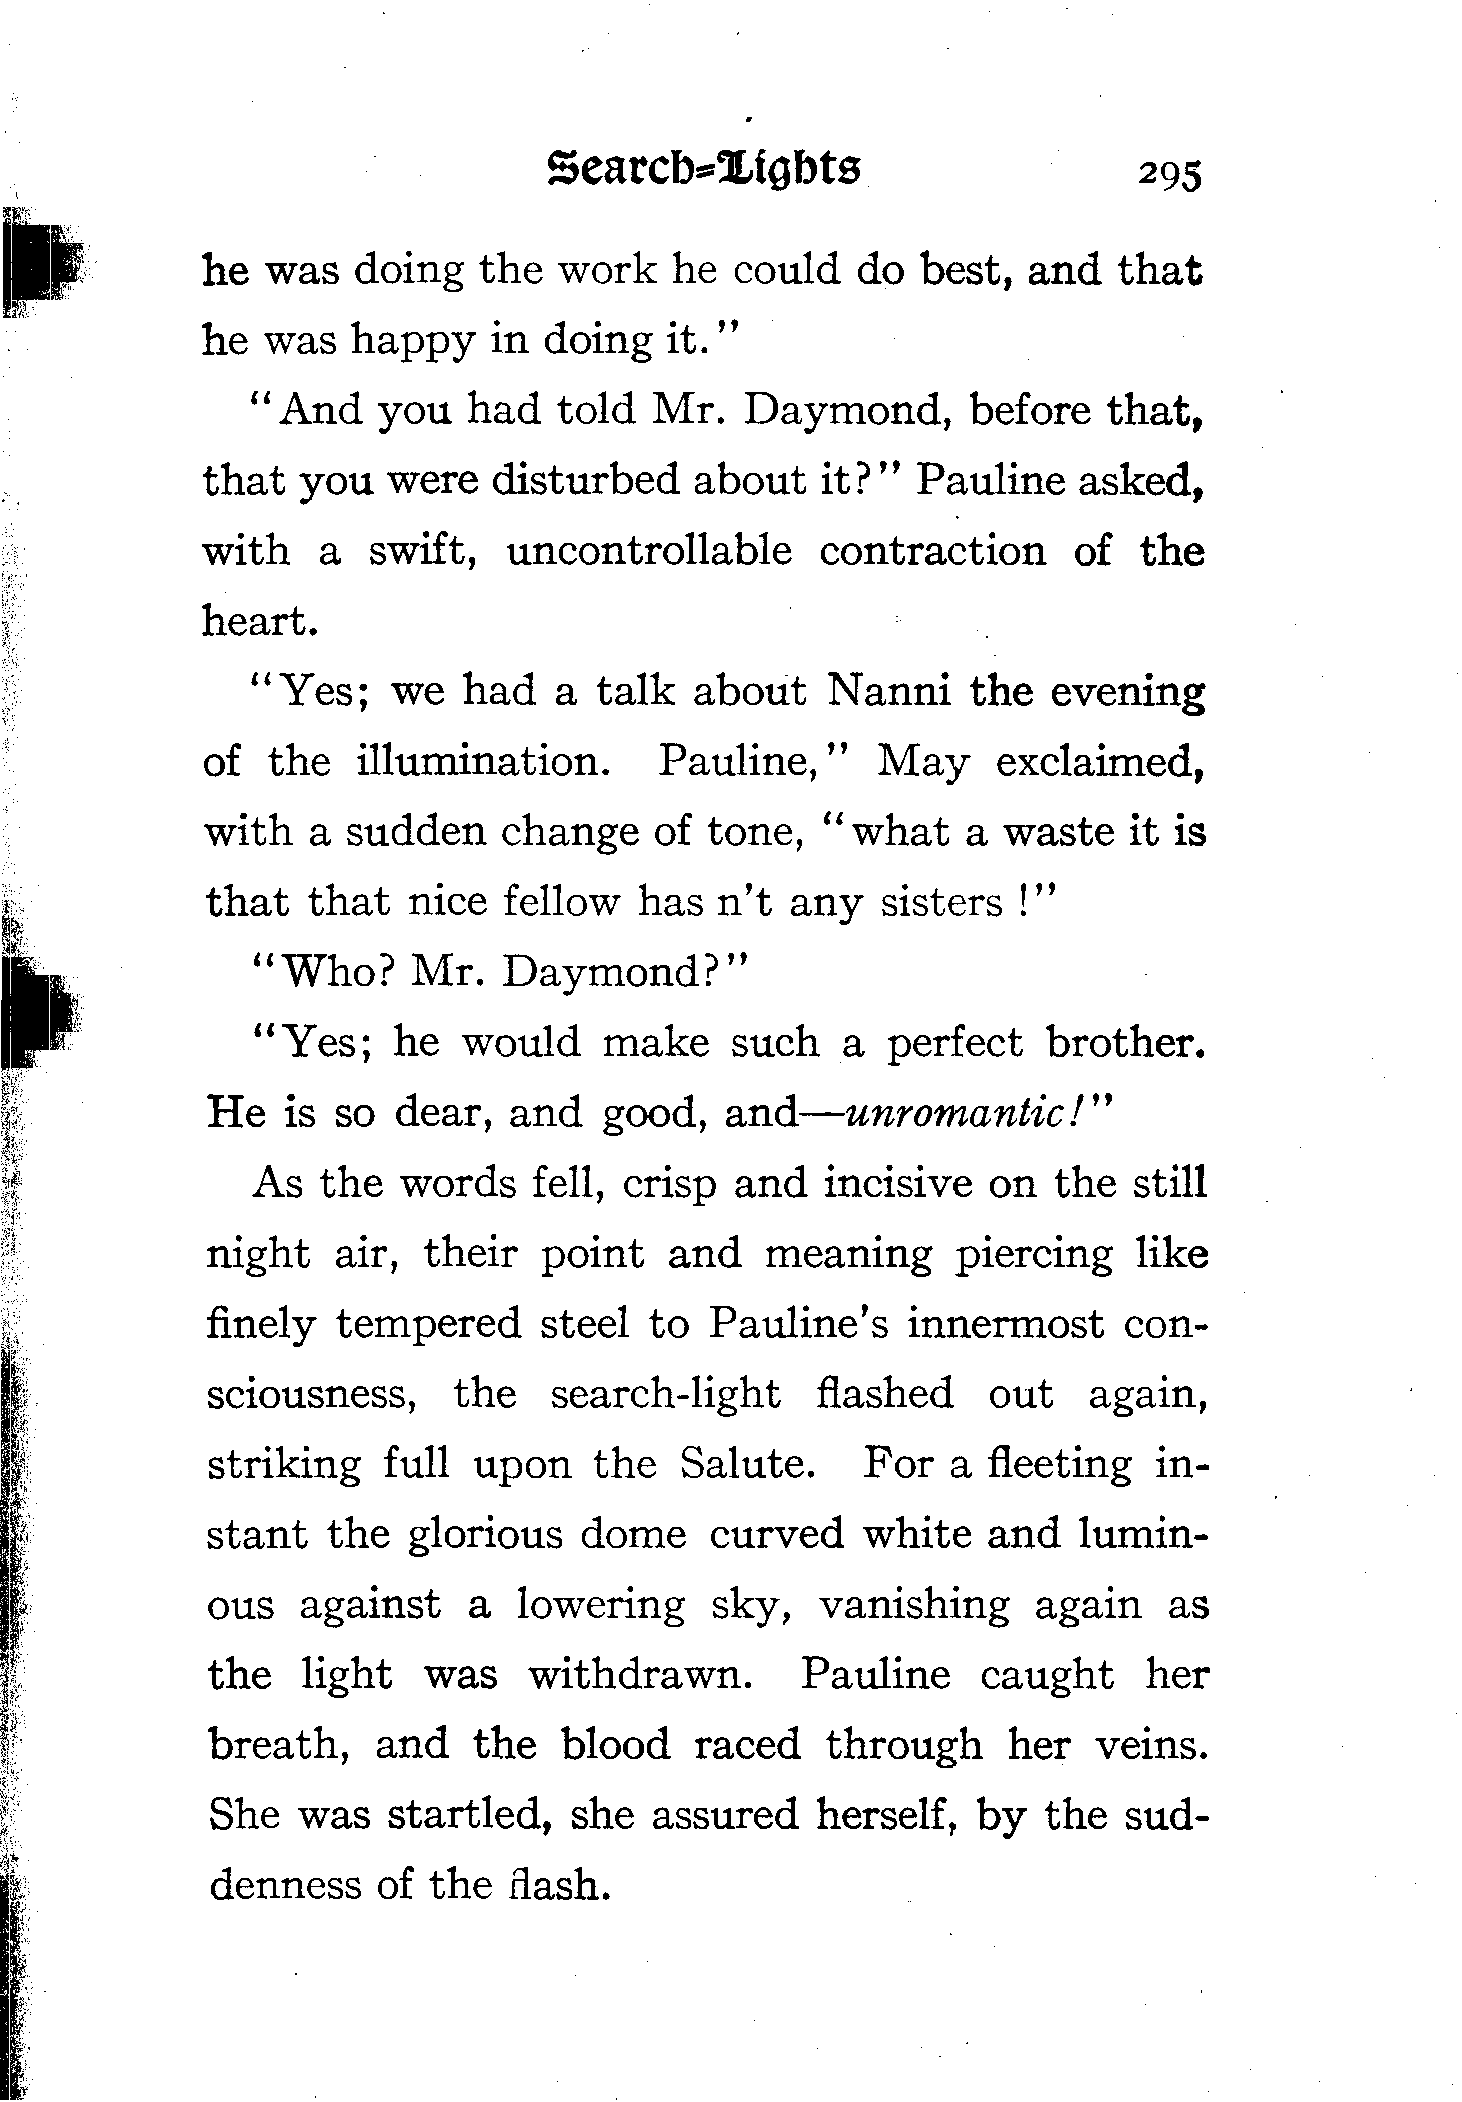 Search-Lights 295
he was doing the work he could do best, and that
he was happy in doing it."
"And you had told Mr. Daymond, before that,
that you were disturbed about it?" Pauline asked,
with a swift, uncontrollable contraction of the
heart.
"Yes; we had a talk about Nanni the evening
of the illumination. Pauline," May exclaimed,
with a sudden change of tone, "what a waste it is
that that nice fellow has n't any sisters!"
"Who? Mr. Daymond?"
"Yes; he would make such a perfect brother.
He is so dear, and good, and—unromantic!"
As the words fell, crisp and incisive on the still
night air, their point and meaning piercing like
finely tempered steel to Pauline's innermost con-
sciousness, the search-light flashed out again,
striking full upon the Salute. For a fleeting in-
stant the glorious dome curved white and lumin-
ous against a lowering sky, vanishing again as
the light was withdrawn. Pauline caught her
breath, and the blood raced through her veins.
She was startled, she assured herself, by the sud-
denness of the flash.